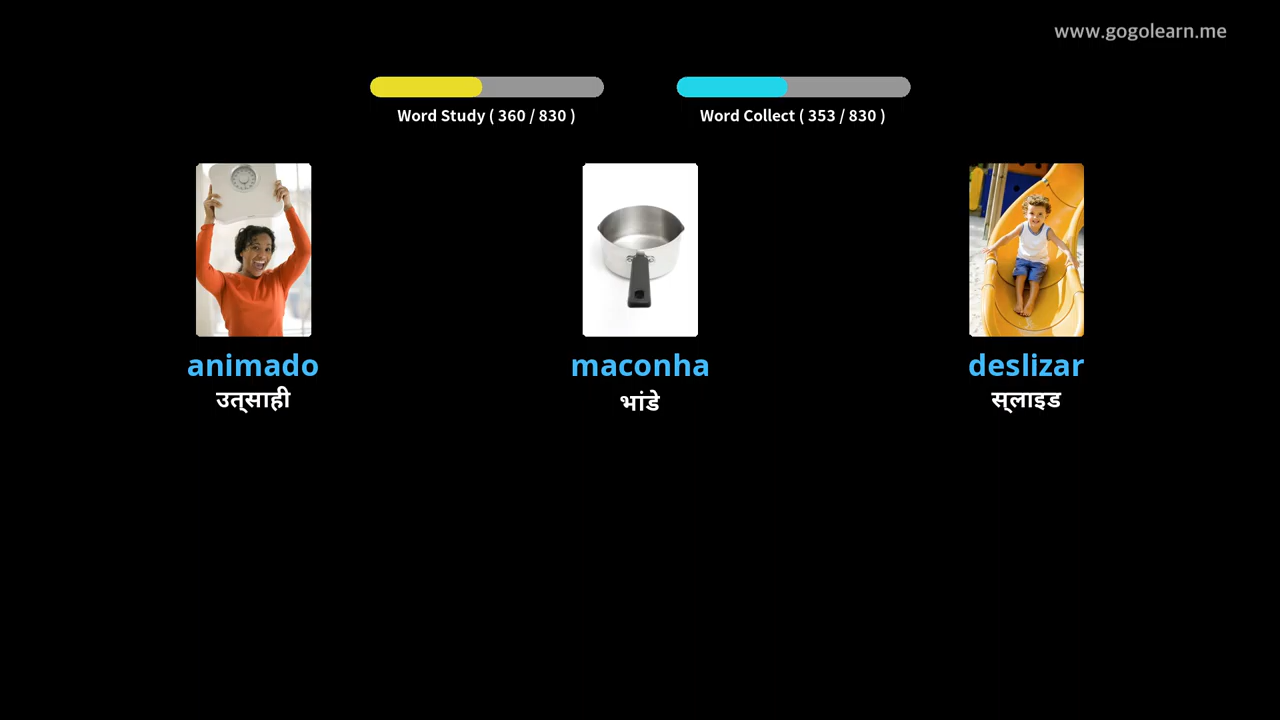 www.gogolearn.me
Word Study ( 360 / 830 )
Word Collect ( 353 / 830 )
animado
maconha
deslizar
उत्साही
भांडे
स्लाइड